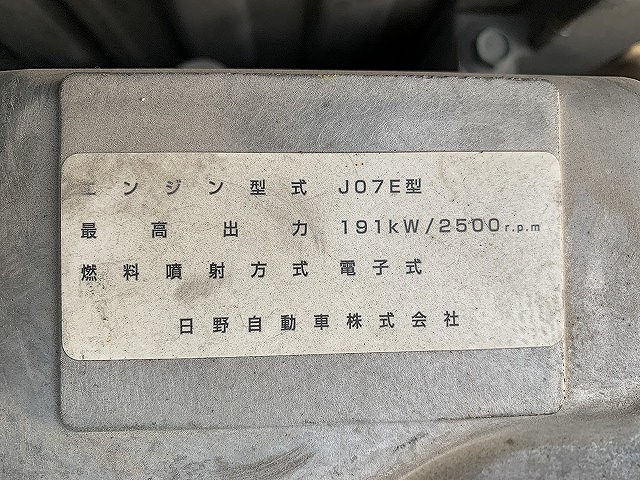 エンジン型式 J07E型
最高出力 191kW/2500r.p.m
燃料噴射方式 電子式
日野自動車株式会社